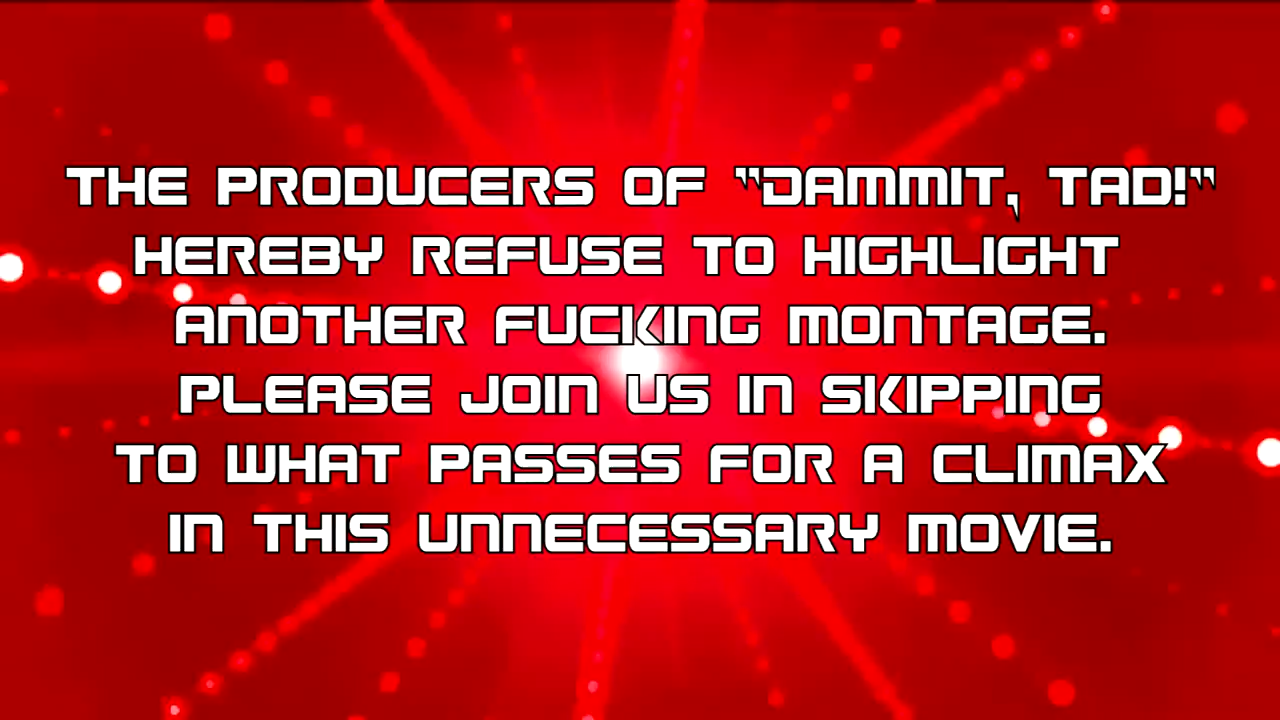 THE PRODUCERS OF "DAMMIT, TAD!"
HEREBY REFUSE TO HIGHLIGHT
ANOTHER FUCKING MONTAGE.
PLEASE JOIN US IN SKIPPING
TO WHAT PASSES FOR A CLIMAX
IN THIS UNNECESSARY MOVIE.